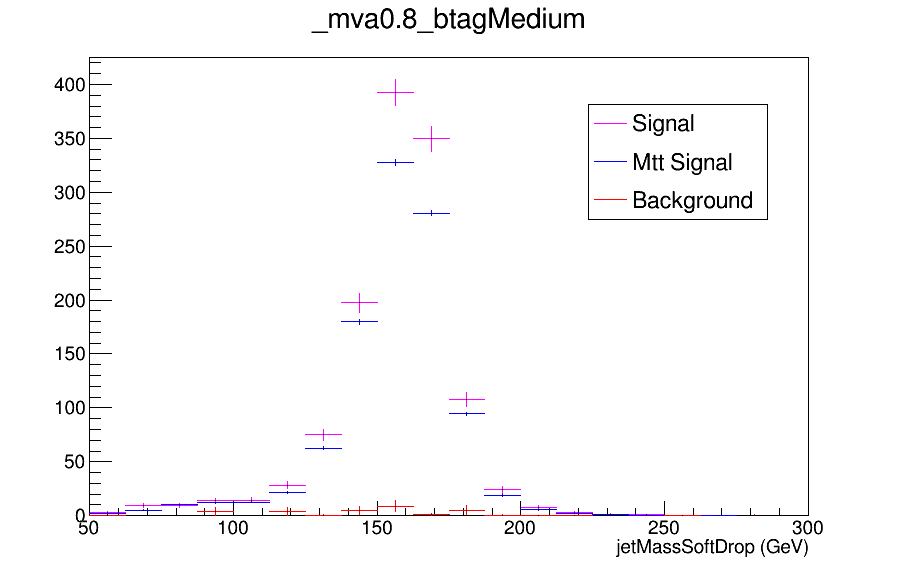 _mva0.8_btagMedium
400
350
300
250
200
150
100
50
0
Signal
Mtt Signal
Background
50 100 150 200 250 300
jetMassSoftDrop (GeV)